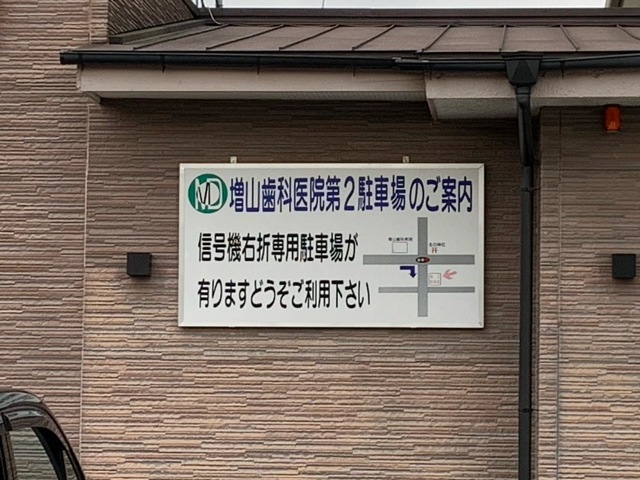 MD 増山歯科医院第2駐車場のご案内
信号機右折専用駐車場が
有りますどうぞご利用下さい